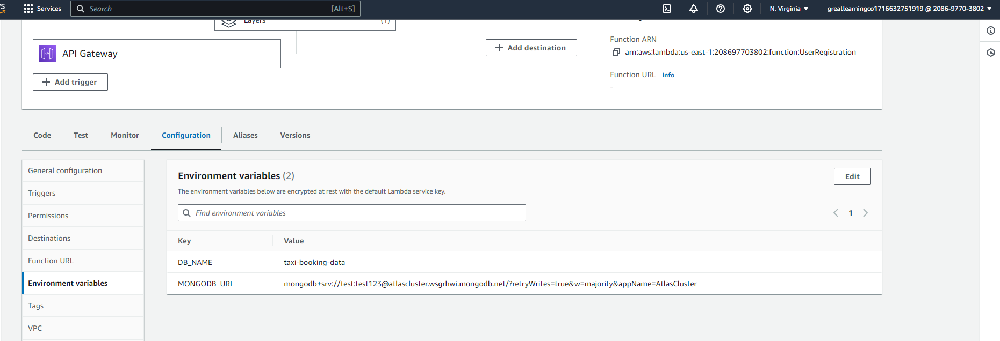 Services
Search
[Alt+S]
N. Virginia
greatlearningco1716632751919 @ 2086-9770-3802
Layers
(1)
API Gateway
Add trigger
Add destination
Function ARN
arn:aws:lambda:us-east-1:208697703802:function:UserRegistration
Function URL Info
-
Code
Test
Monitor
Configuration
Aliases
Versions
General configuration
Triggers
Permissions
Destinations
Function URL
Environment variables
Tags
VPC
Environment variables (2)
Edit
The environment variables below are encrypted at rest with the default Lambda service key.
Find environment variables
1
Key Value
DB_NAME taxi-booking-data
MONGODB_URI mongodb+srv://test:test123@atlascluster.wsgrhwi.mongodb.net/?retryWrites=true&w=majority&appName=AtlasCluster